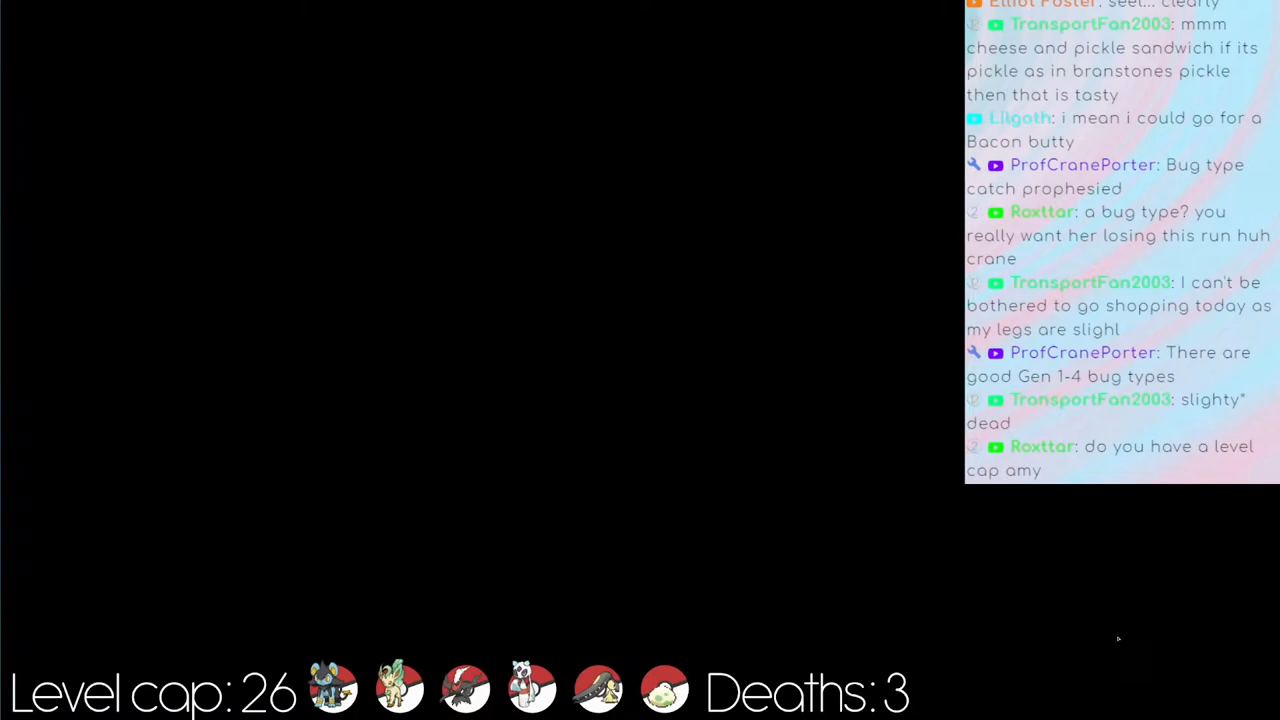 Elliot Foster: seel... clearly
TransportFan2003: mmm
cheese and pickle sandwich if its
pickle as in branstones pickle
then that is tasty
Lilgoth: i mean i could go for a
Bacon butty
ProfCranePorter: Bug type
catch prophesied
Roxttar: a bug type? you
really want her losing this run huh
crane
TransportFan2003: I can't be
bothered to go shopping today as
my legs are slighl
ProfCranePorter: There are
good Gen 1-4 bug types
TransportFan2003: slighty*
dead
Roxttar: do you have a level
cap amy
Level cap: 26 Deaths: 3